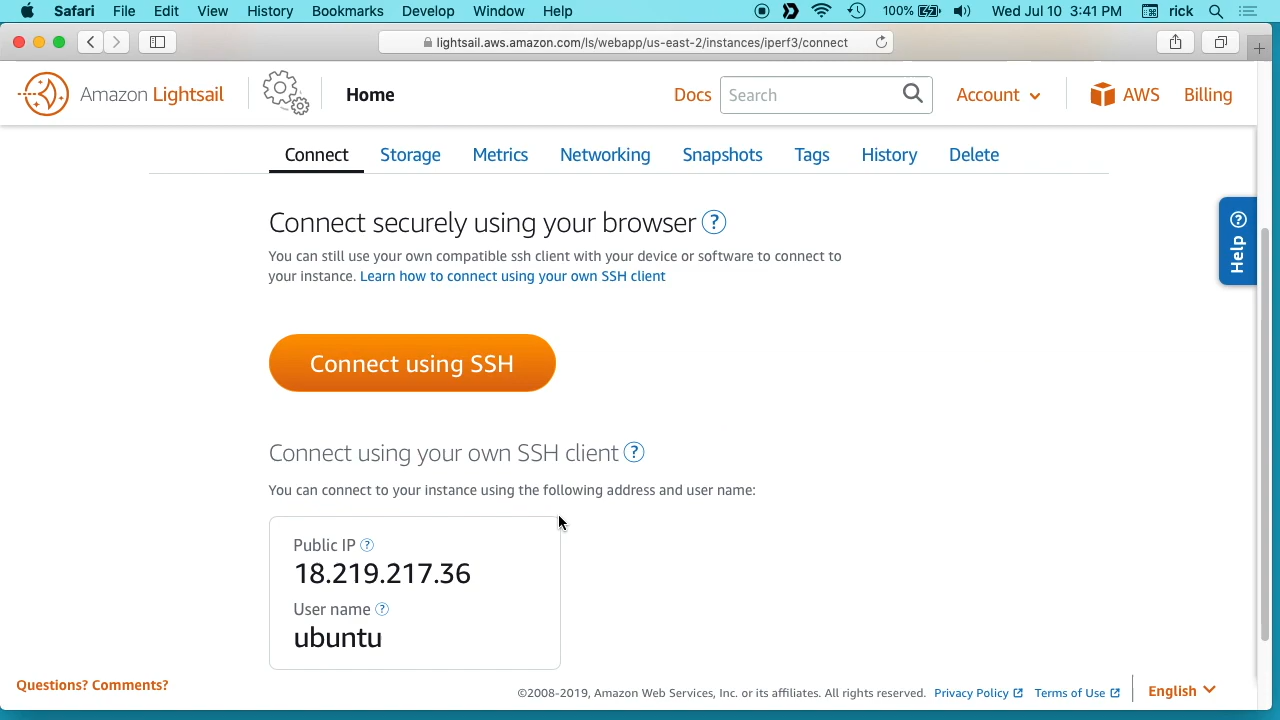 Safari File Edit View History Bookmarks Develop Window Help 100% Wed Jul 10 3:41 PM rick
lightsail.aws.amazon.com/ls/webapp/us-east-2/instances/iperf3/connect
Amazon Lightsail Home Docs Search Account AWS Billing
Connect Storage Metrics Networking Snapshots Tags History Delete
Connect securely using your browser ?
You can still use your own compatible ssh client with your device or software to connect to
your instance. Learn how to connect using your own SSH client
Help ?
Connect using SSH
Connect using your own SSH client ?
You can connect to your instance using the following address and user name:
Public IP ?
18.219.217.36
User name ?
ubuntu
Questions? Comments?
©2008-2019, Amazon Web Services, Inc. or its affiliates. All rights reserved. Privacy Policy Terms of Use English